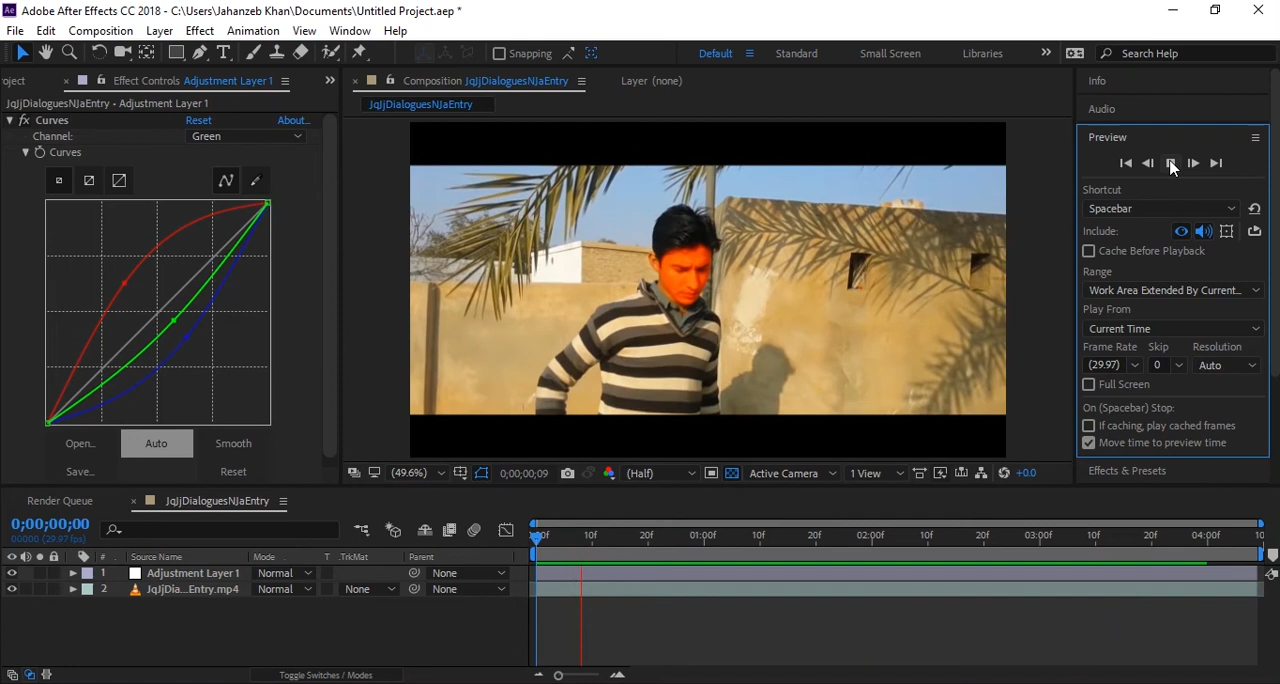 Ae Adobe After Effects CC 2018 - C:\Users\Jahanzeb Khan\Documents\Untitled Project.aep *
File Edit Composition Layer Effect Animation View Window Help
T Snapping Default Standard Small Screen Libraries Search Help
roject Effect Controls Adjustment Layer 1 Composition JqJjDialoguesNJaEntry Layer (none) Info
JqJjDialoguesNJaEntry • Adjustment Layer 1 JqJjDialoguesNJaEntry Audio
fx Curves Reset About...
Channel: Green Preview
Curves
Shortcut
Spacebar
Include:
Cache Before Playback
Range
Work Area Extended By Current...
Play From
Current Time
Frame Rate Skip Resolution
(29.97) 0 Auto
Full Screen
On (Spacebar) Stop:
If caching, play cached frames
Move time to preview time
Open... Auto Smooth
Save... Reset
(49.6%) 0;00;00;09 (Half) Active Camera 1 View +0.0 Effects & Presets
Render Queue JqJjDialoguesNJaEntry
0;00;00;00
00000 (29.97 fps)
:00f 10f 20f 01:00f 10f 20f 02:00f 10f 20f 03:00f 10f 20f 04:00f 10
# Source Name Mode T .TrkMat Parent
1 Adjustment Layer 1 Normal None
2 JqJjDia...Entry.mp4 Normal None None
Toggle Switches / Modes